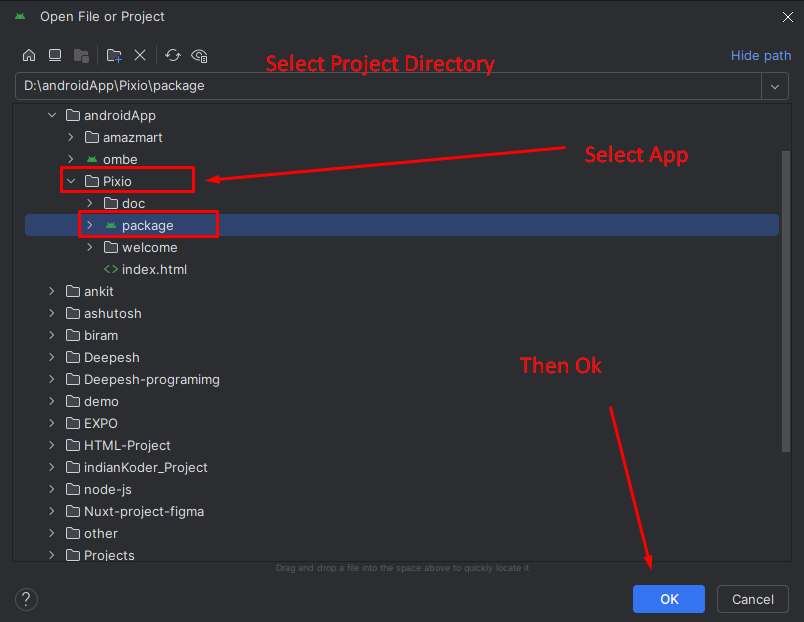 Open File or Project
Select Project Directory
Hide path
D:\androidApp\Pixio\package
androidApp
amazmart
ombe
Select App
Pixio
doc
package
welcome
<> index.html
ankit
ashutosh
biram
Deepesh
Then Ok
Deepesh-programimg
demo
EXPO
HTML-Project
indianKoder_Project
node-js
Nuxt-project-figma
other
Projects
Drag and drop a file into the space above to quickly locate it
?
OK
Cancel